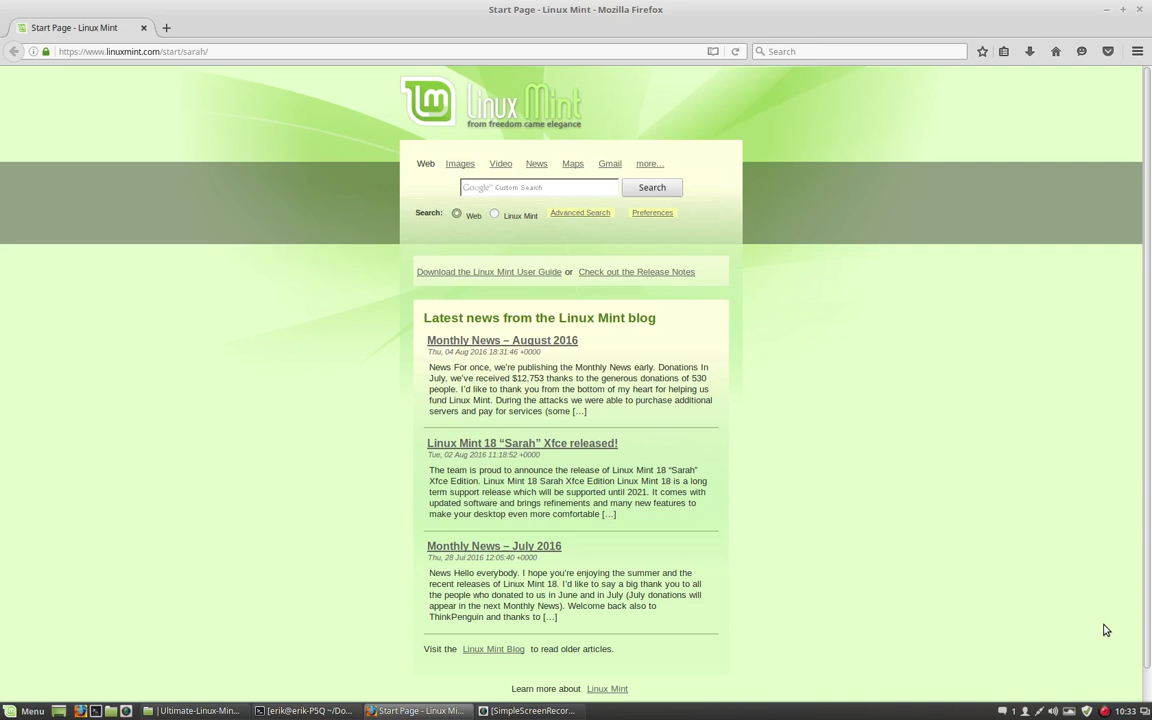 Start Page - Linux Mint - Mozilla Firefox
Start Page - Linux Mint
https://www.linuxmint.com/start/sarah/
Search
Linux Mint
from freedom came elegance
Web Images Video News Maps Gmail more...
Google™ Custom Search Search
Search: Web Linux Mint Advanced Search Preferences
Download the Linux Mint User Guide or Check out the Release Notes
Latest news from the Linux Mint blog
Monthly News – August 2016
Thu, 04 Aug 2016 18:31:46 +0000
News For once, we’re publishing the Monthly News early. Donations In
July, we’ve received $12,753 thanks to the generous donations of 530
people. I’d like to thank you from the bottom of my heart for helping us
fund Linux Mint. During the attacks we were able to purchase additional
servers and pay for services (some […]
Linux Mint 18 “Sarah” Xfce released!
Tue, 02 Aug 2016 11:18:52 +0000
The team is proud to announce the release of Linux Mint 18 “Sarah”
Xfce Edition. Linux Mint 18 Sarah Xfce Edition Linux Mint 18 is a long
term support release which will be supported until 2021. It comes with
updated software and brings refinements and many new features to
make your desktop even more comfortable […]
Monthly News – July 2016
Thu, 28 Jul 2016 12:05:40 +0000
News Hello everybody. I hope you’re enjoying the summer and the
recent releases of Linux Mint 18. I’d like to say a big thank you to all
the people who donated to us in June and in July (July donations will
appear in the next Monthly News). Welcome back also to
ThinkPenguin and thanks to […]
Visit the Linux Mint Blog to read older articles.
Learn more about Linux Mint
Menu |Ultimate-Linux-Min... [erik@erik-P5Q ~/Do... Start Page - Linux Mi... [SimpleScreenRecor... 1 10:33